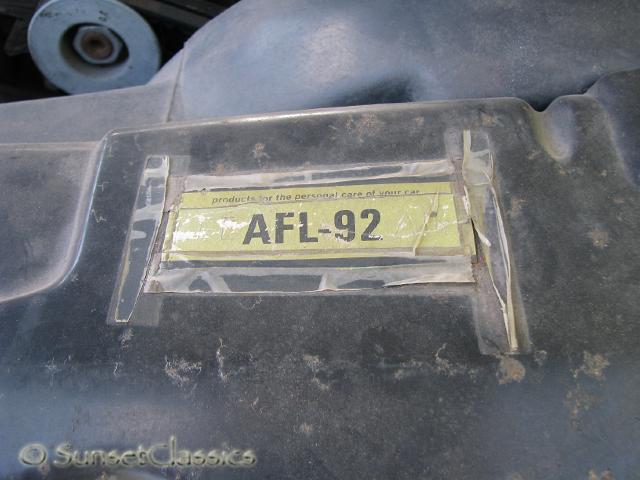 products for the personal care of your car
AFL-92
© SunsetClassics